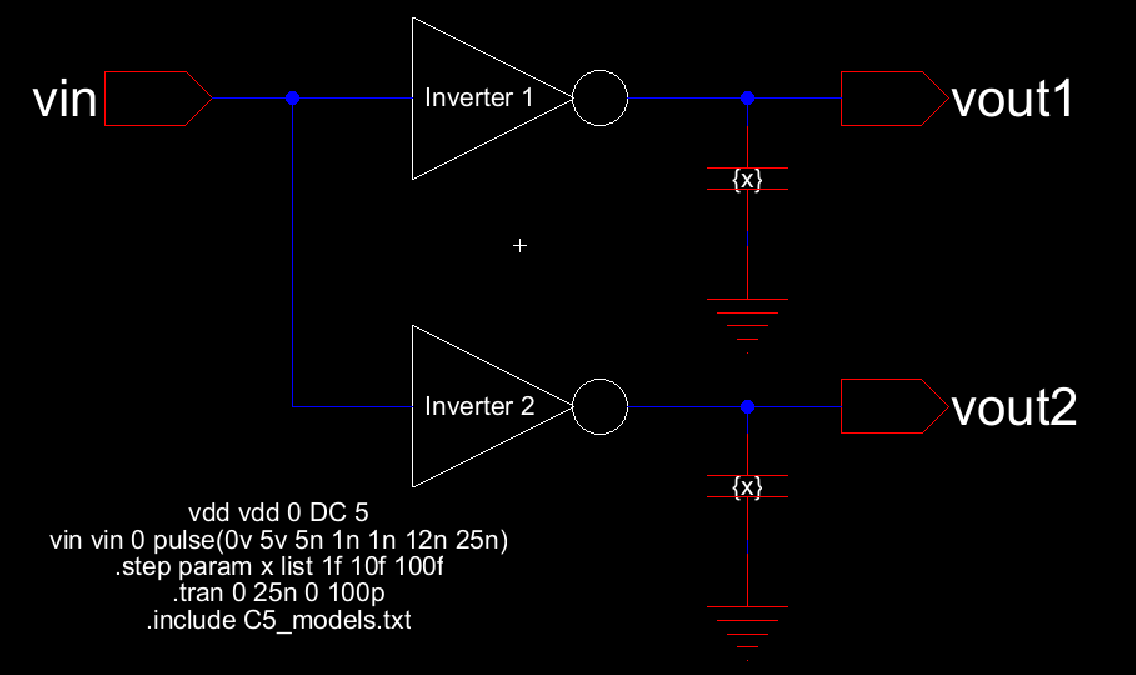 vin
Inverter 1
vout1
{x}
Inverter 2
vout2
{x}
vdd vdd 0 DC 5
vin vin 0 pulse(0v 5v 5n 1n 1n 12n 25n)
.step param x list 1f 10f 100f
.tran 0 25n 0 100p
.include C5_models.txt